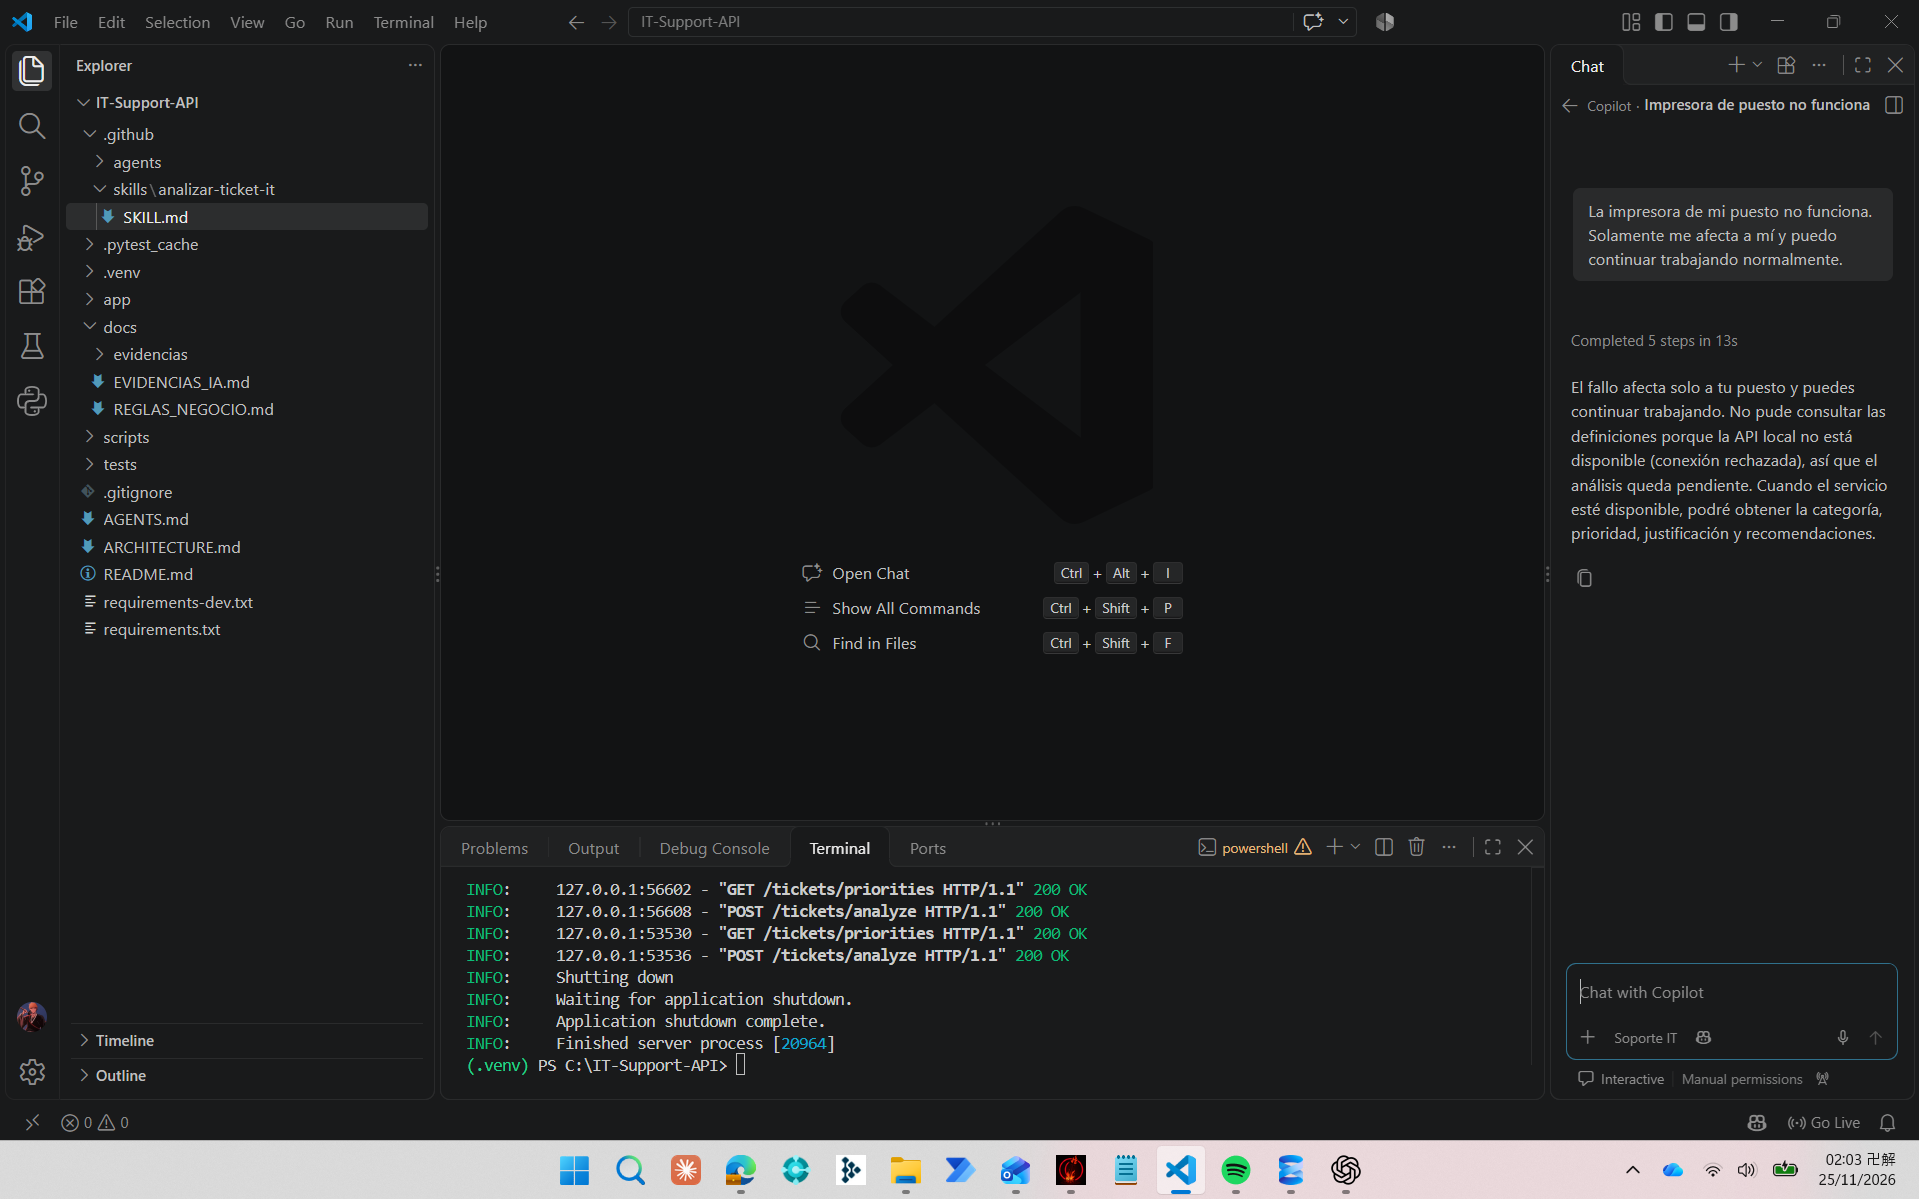 File Edit Selection View Go Run Terminal Help
IT-Support-API
Explorer
IT-Support-API
.github
agents
skills\analizar-ticket-it
SKILL.md
.pytest_cache
.venv
app
docs
evidencias
EVIDENCIAS_IA.md
REGLAS_NEGOCIO.md
scripts
tests
.gitignore
AGENTS.md
ARCHITECTURE.md
README.md
requirements-dev.txt
requirements.txt
Timeline
Outline
Open Chat Ctrl + Alt + I
Show All Commands Ctrl + Shift + P
Find in Files Ctrl + Shift + F
Problems Output Debug Console Terminal Ports
powershell
INFO: 127.0.0.1:56602 - "GET /tickets/priorities HTTP/1.1" 200 OK
INFO: 127.0.0.1:56608 - "POST /tickets/analyze HTTP/1.1" 200 OK
INFO: 127.0.0.1:53530 - "GET /tickets/priorities HTTP/1.1" 200 OK
INFO: 127.0.0.1:53536 - "POST /tickets/analyze HTTP/1.1" 200 OK
INFO: Shutting down
INFO: Waiting for application shutdown.
INFO: Application shutdown complete.
INFO: Finished server process [20964]
(.venv) PS C:\IT-Support-API>
Chat
Copilot · Impresora de puesto no funciona
La impresora de mi puesto no funciona.
Solamente me afecta a mí y puedo
continuar trabajando normalmente.
Completed 5 steps in 13s
El fallo afecta solo a tu puesto y puedes
continuar trabajando. No pude consultar las
definiciones porque la API local no está
disponible (conexión rechazada), así que el
análisis queda pendiente. Cuando el servicio
esté disponible, podré obtener la categoría,
prioridad, justificación y recomendaciones.
Chat with Copilot
Soporte IT
Interactive Manual permissions
0 0
Go Live
02:03 卍解
25/11/2026